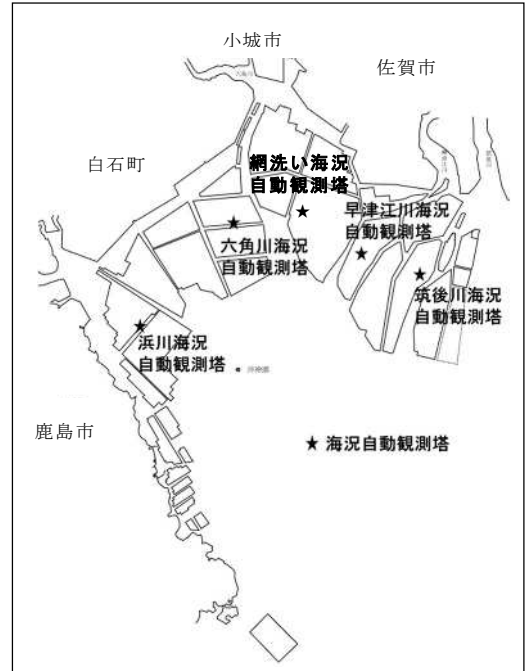 小城市
佐賀市
白石町
網洗い海況
自動観測塔
早津江川海況
自動観測塔
六角川海況
自動観測塔
筑後川海況
自動観測塔
浜川海況
自動観測塔
鹿島市
★ 海況自動観測塔